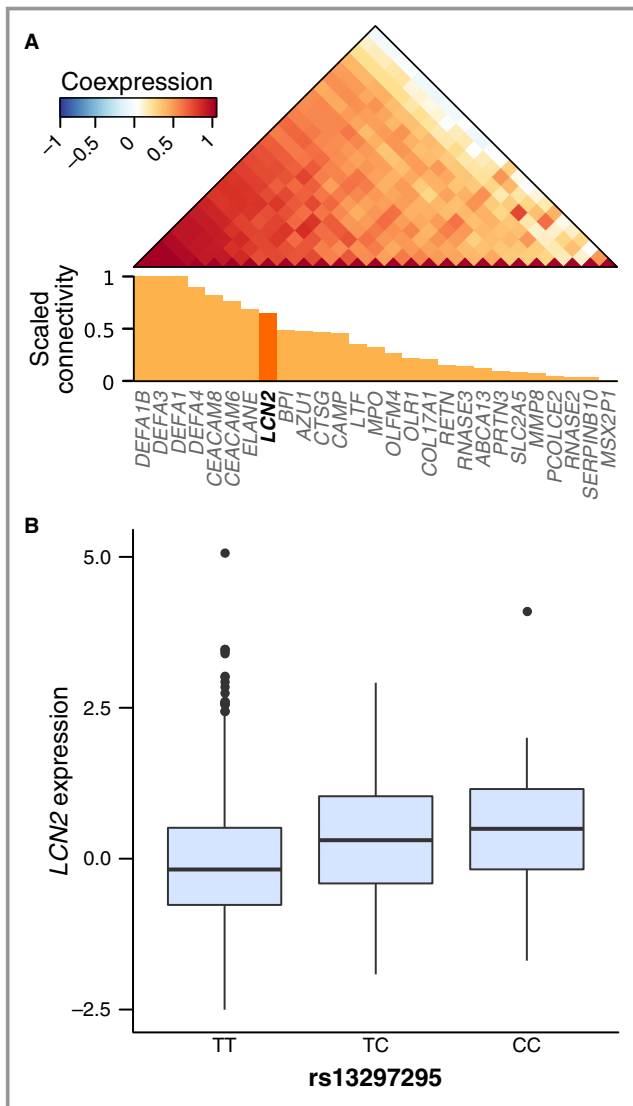 A
Coexpression
−1
−0.5
0
0.5
1
Scaled
connectivity
1
0.5
0
DEFA1B
DEFA3
DEFA1
DEFA4
CEACAM8
CEACAM6
ELANE
LCN2
BPI
AZU1
CTSG
CAMP
LTF
MPO
OLFM4
OLR1
COL17A1
RETN
RNASE3
ABCA13
PRTN3
SLC2A5
MMP8
PCOLCE2
RNASE2
SERPINB10
MSX2P1
B
LCN2 expression
5.0
2.5
0.0
−2.5
TT
TC
CC
rs13297295